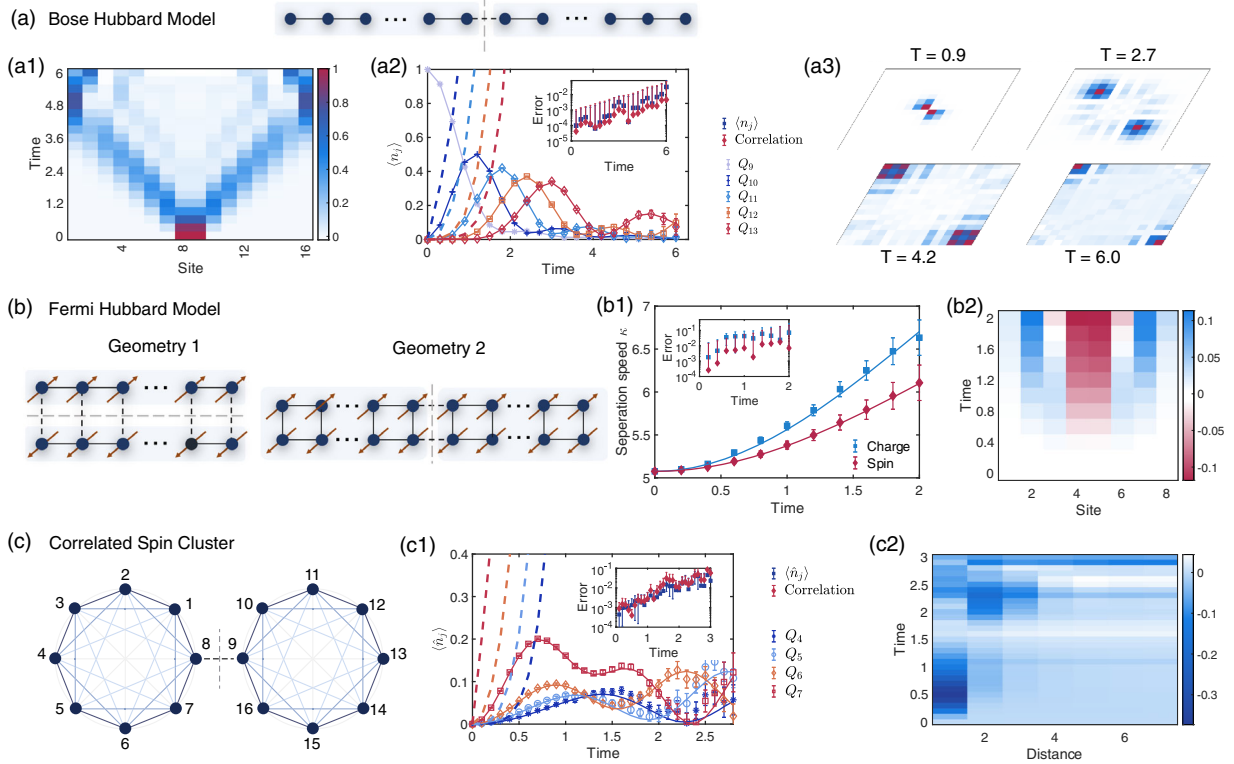 (a) Bose Hubbard Model
(a1)
Time
6
4.8
3.6
2.4
1.2
0
4
8
12
16
Site
1
0.8
0.6
0.4
0.2
0
(a2)
⟨n_j⟩
1
0.8
0.6
0.4
0.2
0
0
2
4
6
Time
Error
10^-2
10^-3
10^-4
10^-5
0
6
Time
⟨n_j⟩
Correlation
Q_9
Q_10
Q_11
Q_12
Q_13
(a3)
T = 0.9
T = 2.7
T = 4.2
T = 6.0
(b) Fermi Hubbard Model
Geometry 1
Geometry 2
(b1)
Seperation speed κ
7
6.5
6
5.5
5
0
0.5
1
1.5
2
Time
Error
10^-1
10^-2
10^-3
10^-4
0
1
2
Time
Charge
Spin
(b2)
Time
2
1.6
1.2
0.8
0.4
0
2
4
6
8
Site
0.1
0.05
0
-0.05
-0.1
(c) Correlated Spin Cluster
1
2
3
4
5
6
7
8
9
10
11
12
13
14
15
16
(c1)
⟨n̂_j⟩
0.4
0.3
0.2
0.1
0
0
0.5
1
1.5
2
2.5
Time
Error
10^-1
10^-2
10^-3
10^-4
0
1
2
3
Time
⟨n̂_j⟩
Correlation
Q_4
Q_5
Q_6
Q_7
(c2)
Time
3
2.5
2
1.5
1
0.5
0
2
4
6
Distance
0
-0.1
-0.2
-0.3